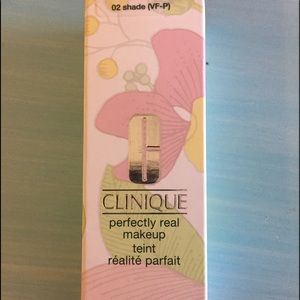 02 shade (VF-P)
CLINIQUE
perfectly real
makeup
teint
réalité parfait